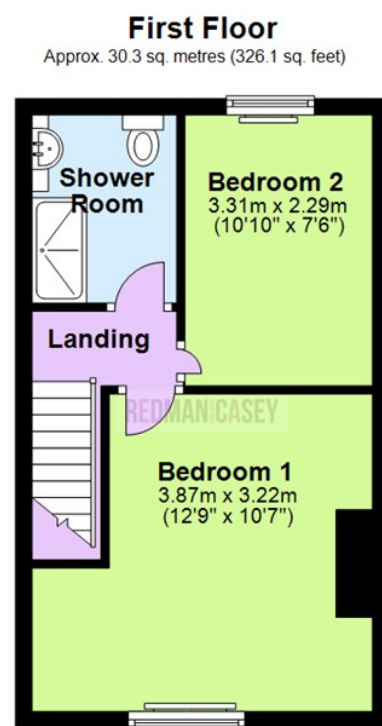 First Floor
Approx. 30.3 sq. metres (326.1 sq. feet)
Shower
Room
Bedroom 2
3.31m x 2.29m
(10'10" x 7'6")
Landing
REDMAN CASEY
Bedroom 1
3.87m x 3.22m
(12'9" x 10'7")